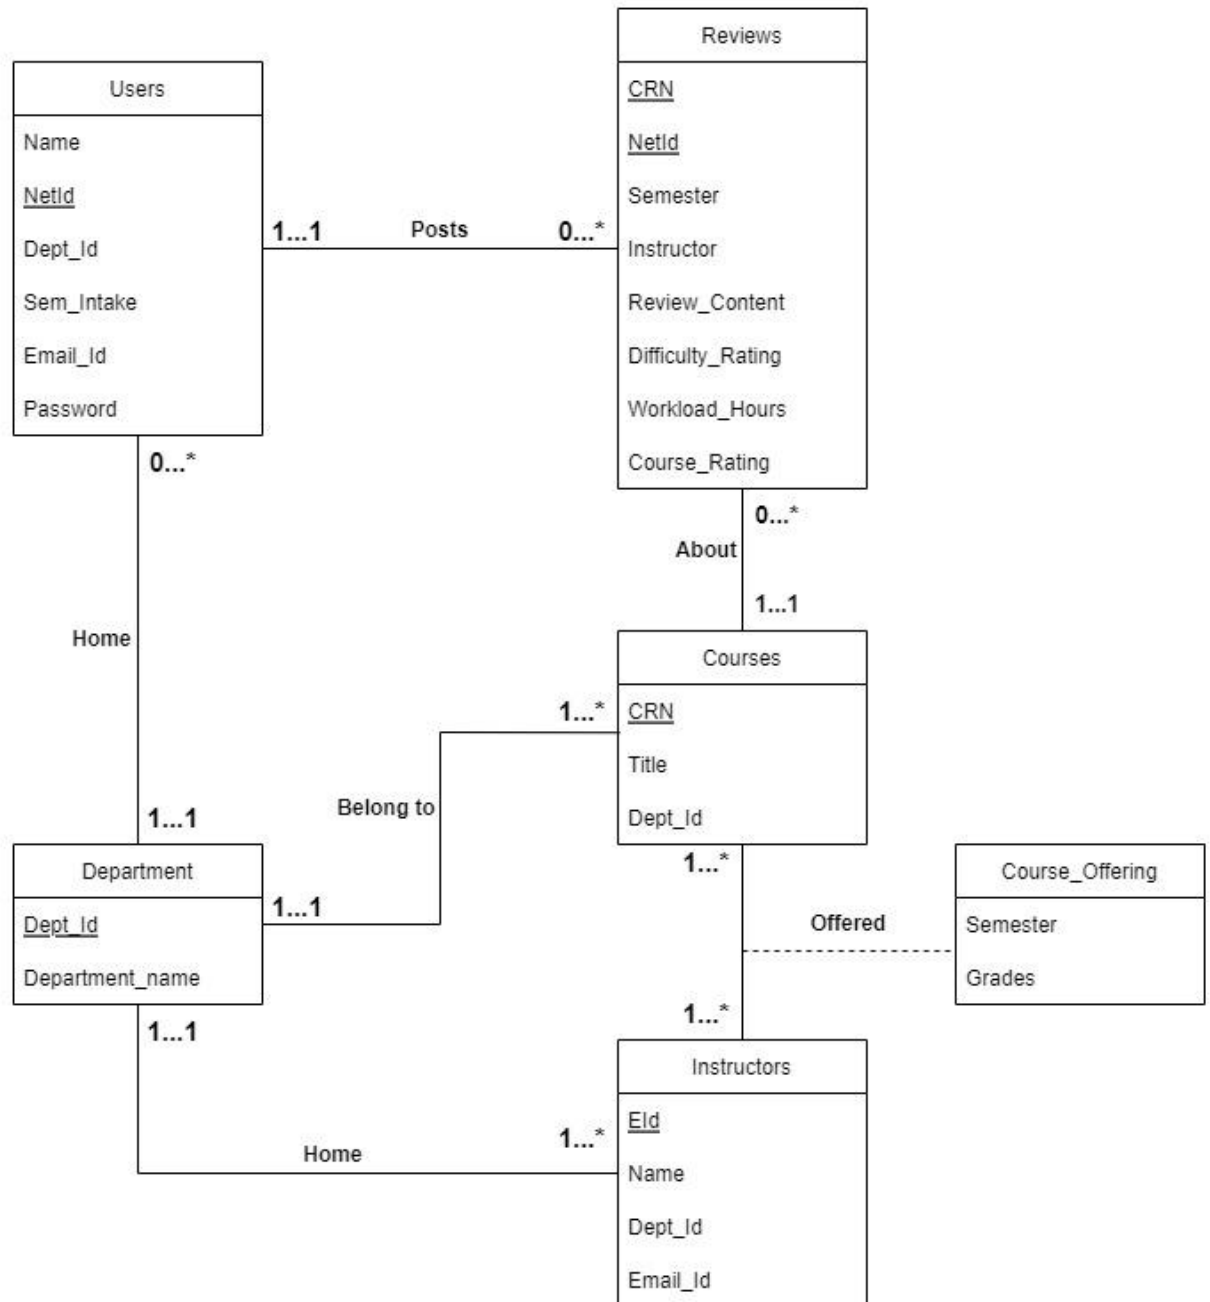 Reviews
CRN
NetId
Semester
Instructor
Review_Content
Difficulty_Rating
Workload_Hours
Course_Rating
Users
Name
NetId
Dept_Id
Sem_Intake
Email_Id
Password
1...1
Posts
0...*
0...*
Home
1...1
0...*
About
1...1
Courses
CRN
Title
Dept_Id
1...*
Belong to
1...1
Department
Dept_Id
Department_name
1...*
Offered
1...*
Course_Offering
Semester
Grades
1...1
Home
1...*
Instructors
EId
Name
Dept_Id
Email_Id